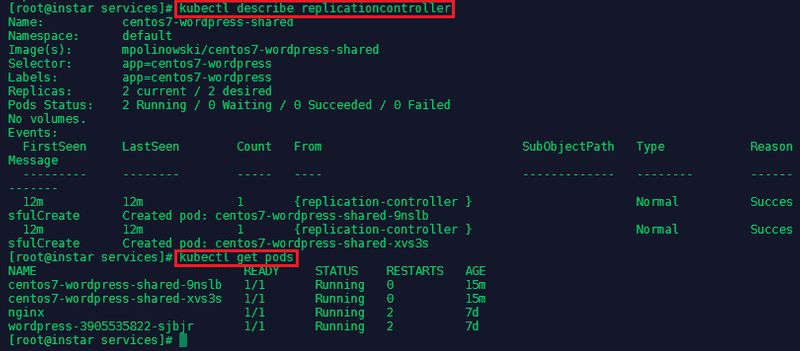 [root@instar services]# kubectl describe replicationcontroller
Name:           centos7-wordpress-shared
Namespace:      default
Image(s):       mpolinowski/centos7-wordpress-shared
Selector:       app=centos7-wordpress
Labels:         app=centos7-wordpress
Replicas:       2 current / 2 desired
Pods Status:    2 Running / 0 Waiting / 0 Succeeded / 0 Failed
No volumes.
Events:
  FirstSeen     LastSeen        Count   From                            SubObjectPath   Type            Reason
Message
  ---------     --------        -----   ----                            -------------   --------        ------
-------
  12m           12m             1       {replication-controller }                       Normal          Succes
sfulCreate      Created pod: centos7-wordpress-shared-9nslb
  12m           12m             1       {replication-controller }                       Normal          Succes
sfulCreate      Created pod: centos7-wordpress-shared-xvs3s
[root@instar services]# kubectl get pods
NAME                             READY     STATUS    RESTARTS   AGE
centos7-wordpress-shared-9nslb   1/1       Running   0          15m
centos7-wordpress-shared-xvs3s   1/1       Running   0          15m
nginx                            1/1       Running   2          7d
wordpress-3905535822-sjbjr       1/1       Running   2          7d
[root@instar services]#